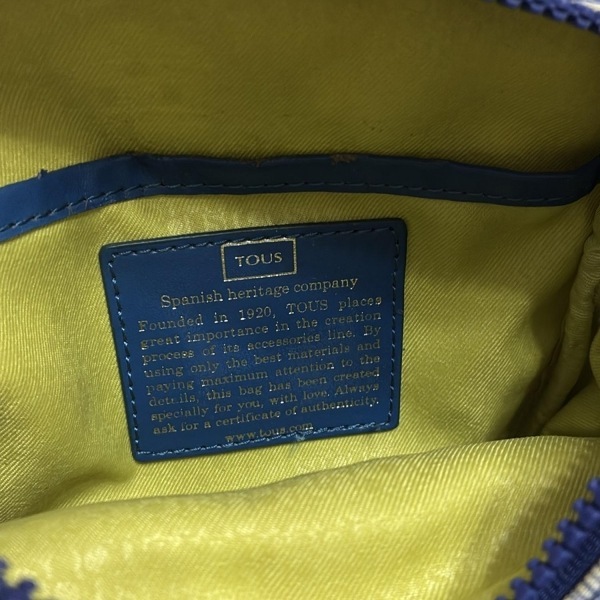 TOUS
Spanish heritage company
Founded in 1920, TOUS places
great importance in the creation
process of its accessories line. By
using only the best materials and
paying maximum attention to the
details, this bag has been created
specially for you, with love. Always
ask for a certificate of authenticity.
www.tous.com